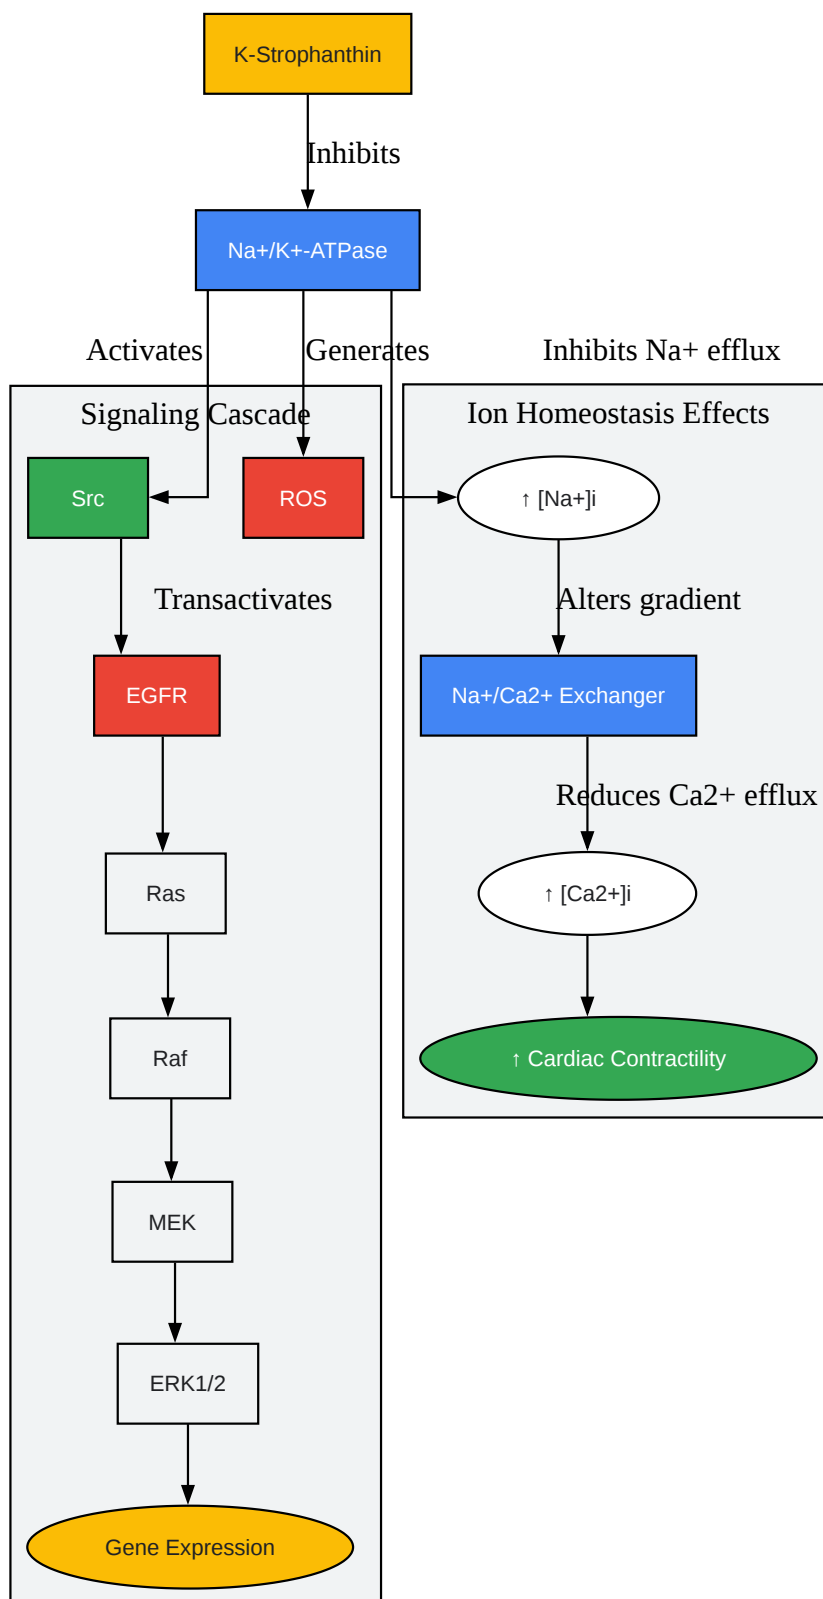 K-Strophanthin
Inhibits
Na+/K+-ATPase
Activates
Generates
Inhibits Na+ efflux
Signaling Cascade
Ion Homeostasis Effects
Src
ROS
↑ [Na+]i
Transactivates
Alters gradient
EGFR
Na+/Ca2+ Exchanger
Reduces Ca2+ efflux
Ras
↑ [Ca2+]i
Raf
↑ Cardiac Contractility
MEK
ERK1/2
Gene Expression